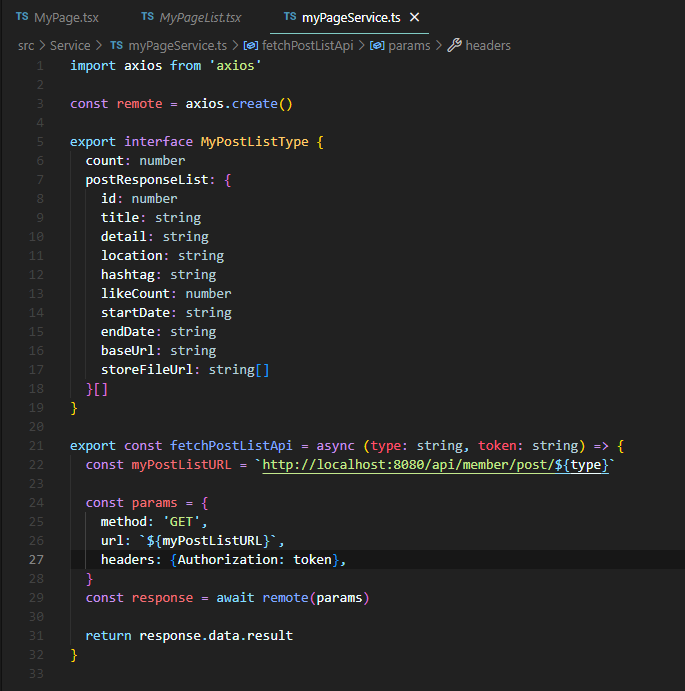 TS MyPage.tsx TS MyPageList.tsx TS myPageService.ts ×
src > Service > TS myPageService.ts > fetchPostListApi > params > headers
1 import axios from 'axios'
2
3 const remote = axios.create()
4
5 export interface MyPostListType {
6 count: number
7 postResponseList: {
8 id: number
9 title: string
10 detail: string
11 location: string
12 hashtag: string
13 likeCount: number
14 startDate: string
15 endDate: string
16 baseUrl: string
17 storeFileUrl: string[]
18 }[]
19 }
20
21 export const fetchPostListApi = async (type: string, token: string) => {
22 const myPostListURL = `http://localhost:8080/api/member/post/${type}`
23
24 const params = {
25 method: 'GET',
26 url: `${myPostListURL}`,
27 headers: {Authorization: token},
28 }
29 const response = await remote(params)
30
31 return response.data.result
32 }
33